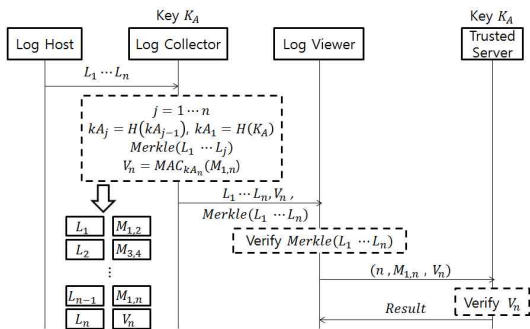 Key K_A
Key K_A
Log Host
Log Collector
Log Viewer
Trusted Server
L_1 ⋯ L_n
j = 1 ⋯ n
kA_j = H(kA_{j-1}), kA_1 = H(K_A)
Merkle(L_1 ⋯ L_j)
V_n = MAC_{kA_n}(M_{1,n})
L_1 ⋯ L_n, V_n ,
Merkle(L_1 ⋯ L_n)
L_1
M_{1,2}
L_2
M_{3,4}
⋮
L_{n-1}
M_{1,n}
L_n
V_n
Verify Merkle(L_1 ⋯ L_n)
(n , M_{1,n} , V_n)
Verify V_n
Result